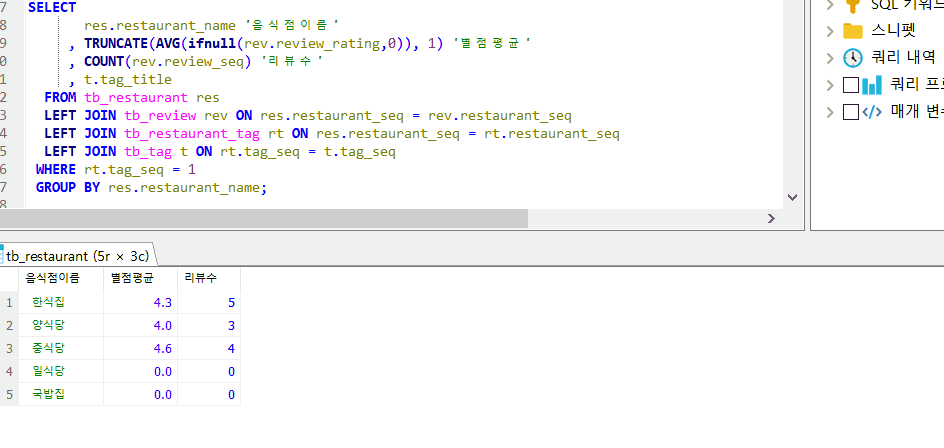 7 SELECT
8 res.restaurant_name '음식점이름'
9 , TRUNCATE(AVG(ifnull(rev.review_rating,0)), 1) '별점평균'
0 , COUNT(rev.review_seq) '리뷰수'
1 , t.tag_title
2 FROM tb_restaurant res
3 LEFT JOIN tb_review rev ON res.restaurant_seq = rev.restaurant_seq
4 LEFT JOIN tb_restaurant_tag rt ON res.restaurant_seq = rt.restaurant_seq
5 LEFT JOIN tb_tag t ON rt.tag_seq = t.tag_seq
6 WHERE rt.tag_seq = 1
7 GROUP BY res.restaurant_name;
8
SQL 키워드
스니펫
쿼리 내역
쿼리 프로
매개 변수
tb_restaurant (5r × 3c)
음식점이름 별점평균 리뷰수
1 한식집 4.3 5
2 양식당 4.0 3
3 중식당 4.6 4
4 일식당 0.0 0
5 국밥집 0.0 0